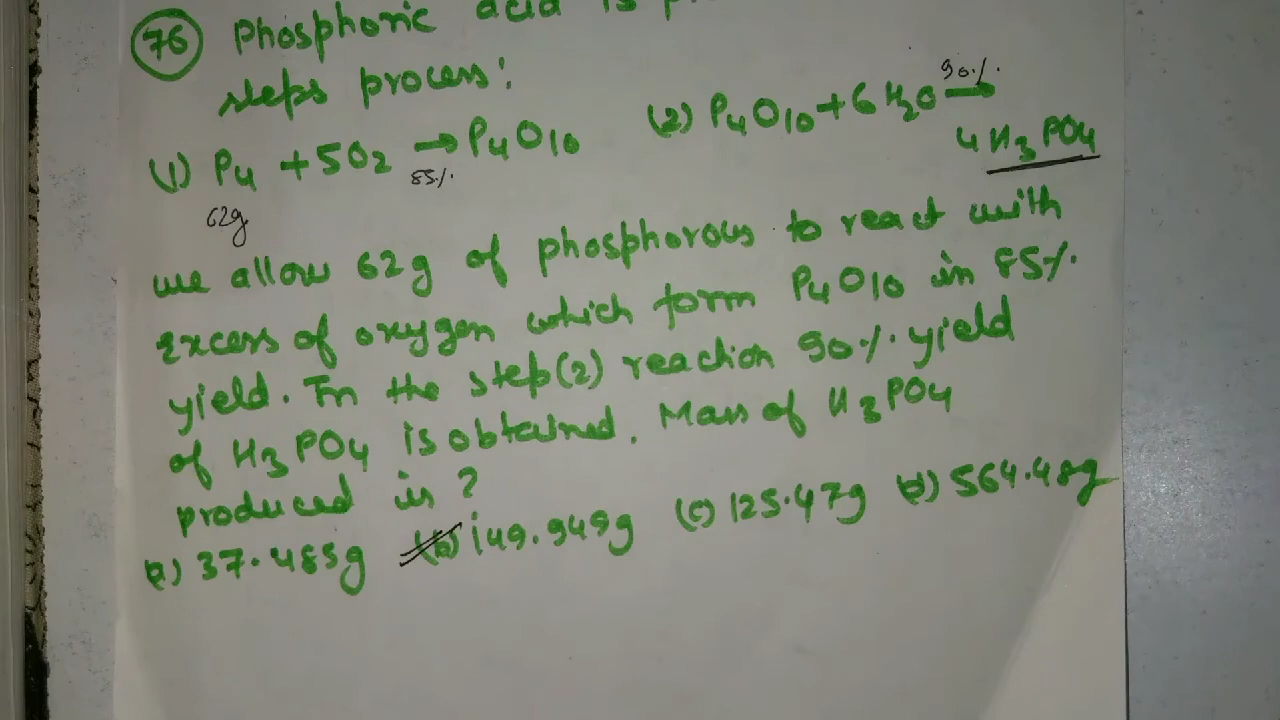 76 Phosphoric acid is
steps process:
(1) P4 + 5O2 → P4O10 (2) P4O10 + 6H2O →
85% 90%
4H3PO4
62g
we allow 62g of phosphorous to react with
excess of oxygen which form P4O10 in 85%
yield. In the step(2) reaction 90% yield
of H3PO4 is obtained. Mass of H3PO4
produced is ?
(a) 37.485g (b) 149.949g (c) 125.47g (d) 564.48g